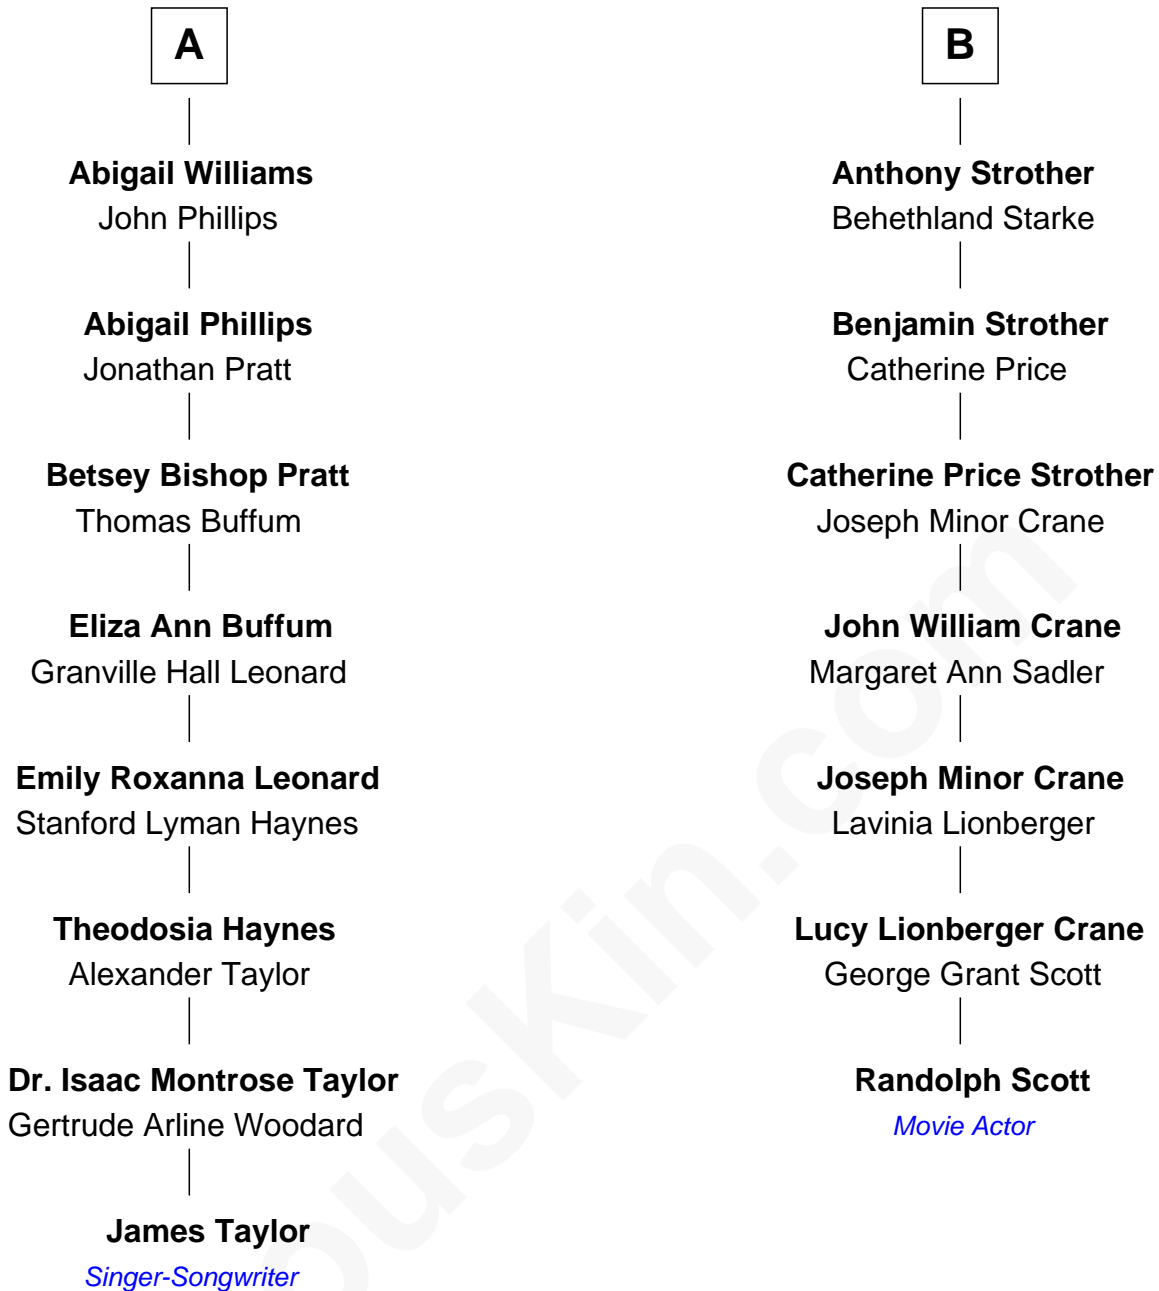 A
Abigail Williams
John Phillips
Abigail Phillips
Jonathan Pratt
Betsey Bishop Pratt
Thomas Buffum
Eliza Ann Buffum
Granville Hall Leonard
Emily Roxanna Leonard
Stanford Lyman Haynes
Theodosia Haynes
Alexander Taylor
Dr. Isaac Montrose Taylor
Gertrude Arline Woodard
James Taylor
Singer-Songwriter
B
Anthony Strother
Behethland Starke
Benjamin Strother
Catherine Price
Catherine Price Strother
Joseph Minor Crane
John William Crane
Margaret Ann Sadler
Joseph Minor Crane
Lavinia Lionberger
Lucy Lionberger Crane
George Grant Scott
Randolph Scott
Movie Actor
ousKin.com